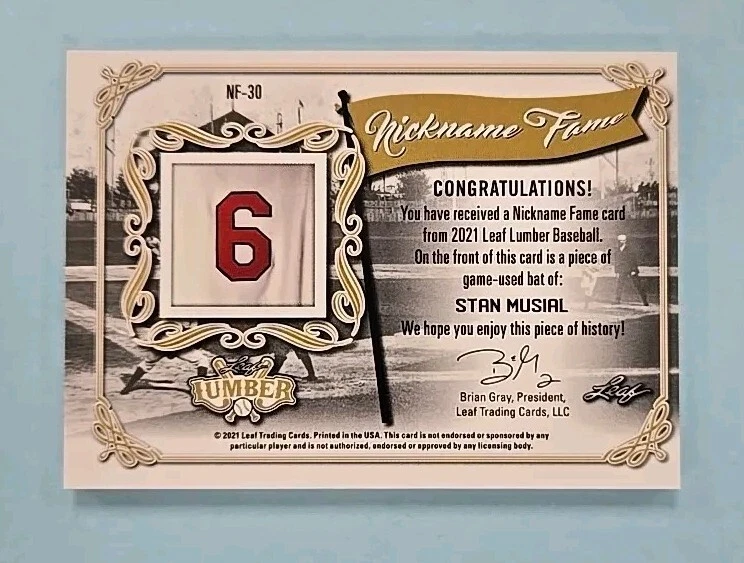 NF-30
Nickname Fame
6
CONGRATULATIONS!
You have received a Nickname Fame card
from 2021 Leaf Lumber Baseball.
On the front of this card is a piece of
game-used bat of:
STAN MUSIAL
We hope you enjoy this piece of history!
Leaf
LUMBER
Brian Gray, President,
Leaf Trading Cards, LLC
Leaf
© 2021 Leaf Trading Cards. Printed in the USA. This card is not endorsed or sponsored by any
particular player and is not authorized, endorsed or approved by any licensing body.